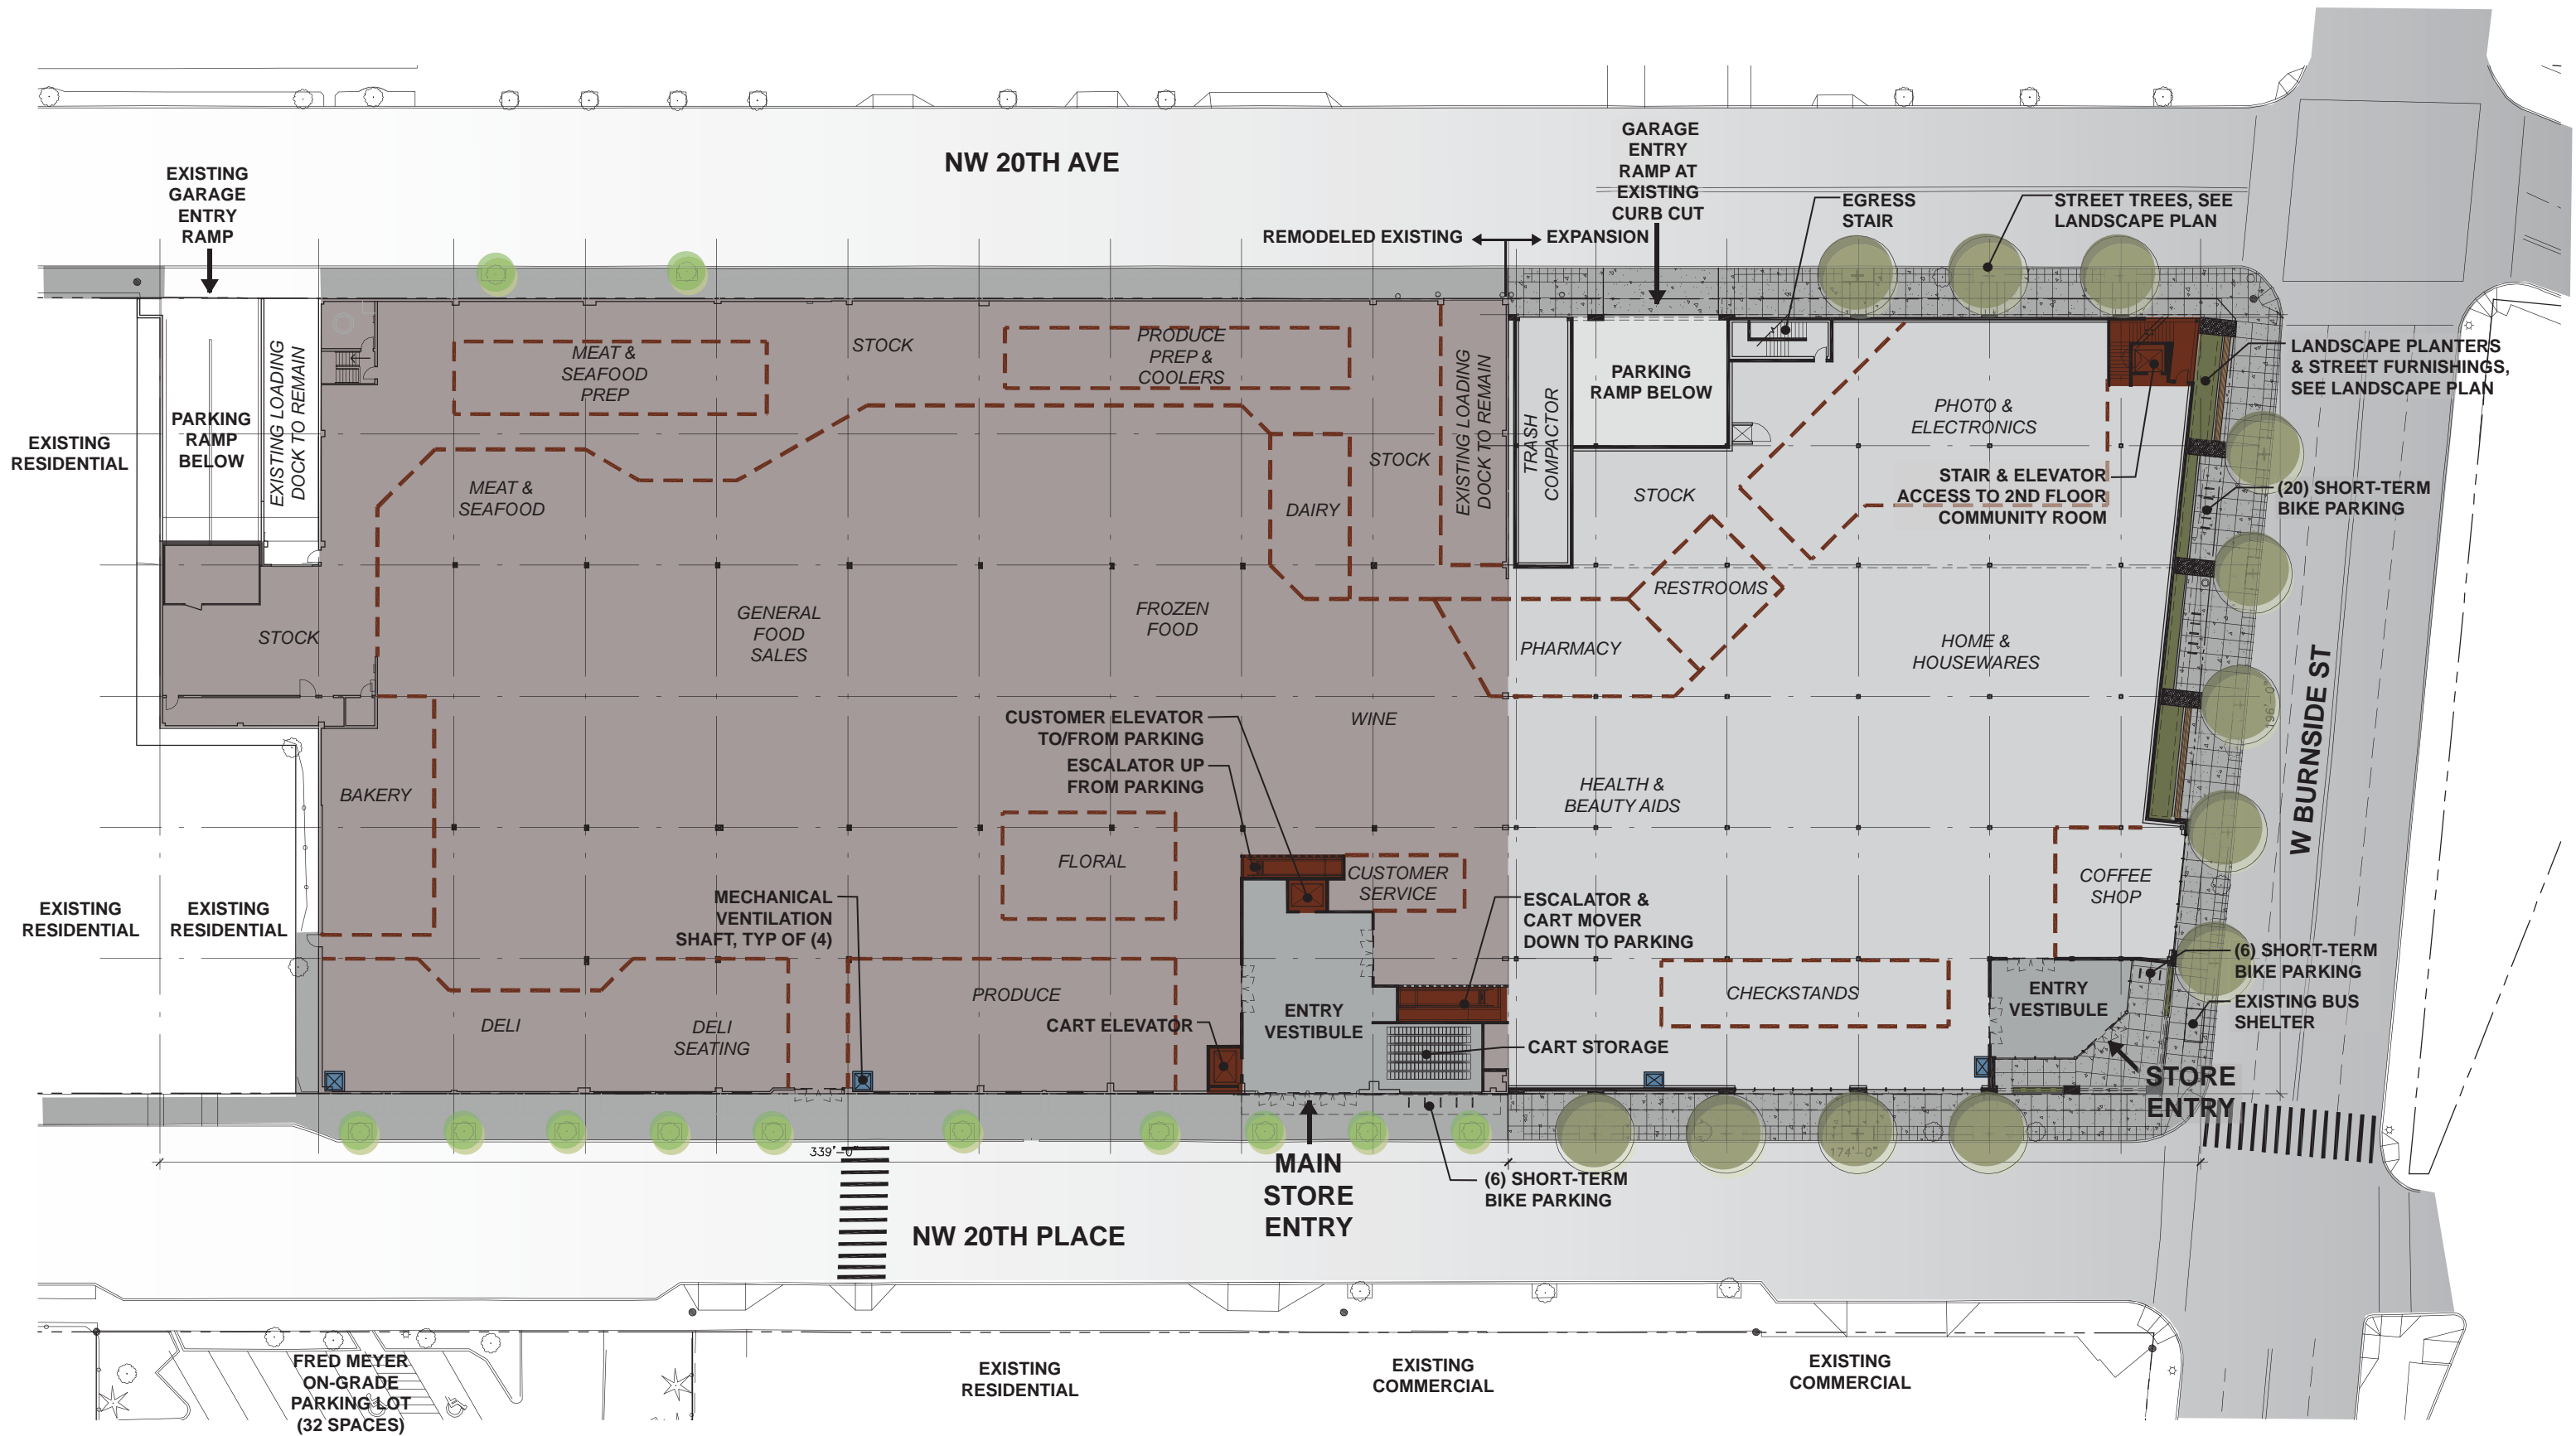 NW 20TH AVE
EXISTING
GARAGE
ENTRY
RAMP
GARAGE
ENTRY
RAMP AT
EXISTING
CURB CUT
REMODELED EXISTING
EXPANSION
EGRESS
STAIR
STREET TREES, SEE
LANDSCAPE PLAN
LANDSCAPE PLANTERS
& STREET FURNISHINGS,
SEE LANDSCAPE PLAN
EXISTING
RESIDENTIAL
PARKING
RAMP
BELOW
EXISTING LOADING
DOCK TO REMAIN
MEAT &
SEAFOOD
PREP
STOCK
PRODUCE
PREP &
COOLERS
EXISTING LOADING
DOCK TO REMAIN
TRASH
COMPACTOR
PARKING
RAMP BELOW
PHOTO &
ELECTRONICS
STAIR & ELEVATOR
ACCESS TO 2ND FLOOR
COMMUNITY ROOM
(20) SHORT-TERM
BIKE PARKING
MEAT &
SEAFOOD
DAIRY
STOCK
STOCK
RESTROOMS
STOCK
GENERAL
FOOD
SALES
FROZEN
FOOD
PHARMACY
HOME &
HOUSEWARES
W BURNSIDE ST
196'-0"
WINE
CUSTOMER ELEVATOR
TO/FROM PARKING
ESCALATOR UP
FROM PARKING
BAKERY
HEALTH &
BEAUTY AIDS
FLORAL
CUSTOMER
SERVICE
COFFEE
SHOP
EXISTING
RESIDENTIAL
EXISTING
RESIDENTIAL
MECHANICAL
VENTILATION
SHAFT, TYP OF (4)
ESCALATOR &
CART MOVER
DOWN TO PARKING
(6) SHORT-TERM
BIKE PARKING
EXISTING BUS
SHELTER
PRODUCE
CHECKSTANDS
ENTRY
VESTIBULE
ENTRY
VESTIBULE
DELI
DELI
SEATING
CART ELEVATOR
CART STORAGE
STORE
ENTRY
339'-0"
174'-0"
MAIN
STORE
ENTRY
(6) SHORT-TERM
BIKE PARKING
NW 20TH PLACE
FRED MEYER
ON-GRADE
PARKING LOT
(32 SPACES)
EXISTING
RESIDENTIAL
EXISTING
COMMERCIAL
EXISTING
COMMERCIAL